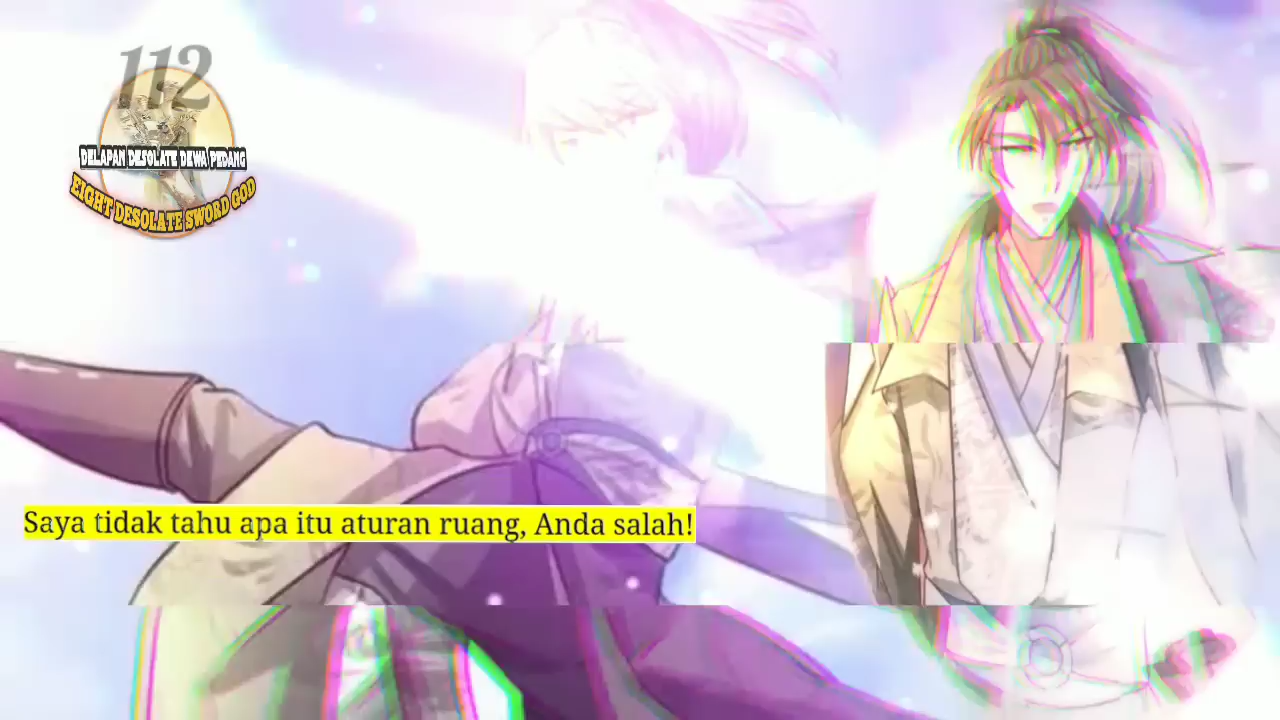 112
DELAPAN DESOLATE DEWA PEDANG
EIGHT DESOLATE SWORD GOD
Saya tidak tahu apa itu aturan ruang, Anda salah!